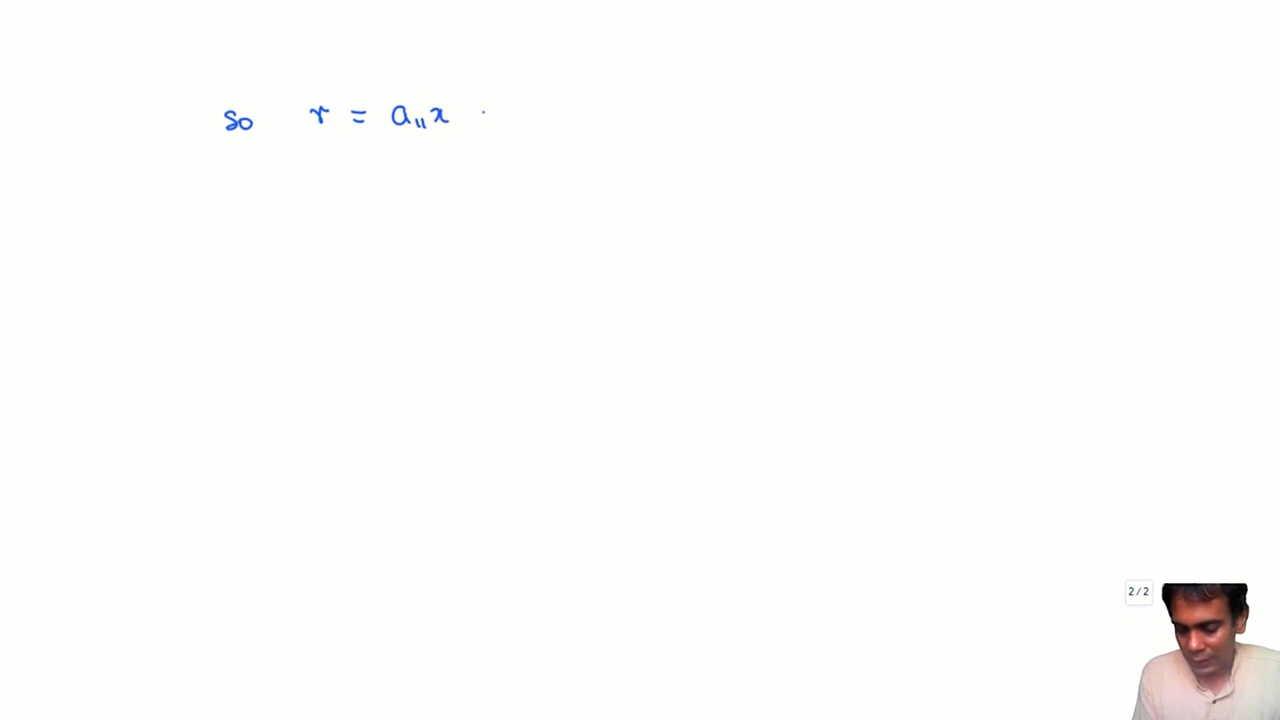 so r = a₁₁x
2/2